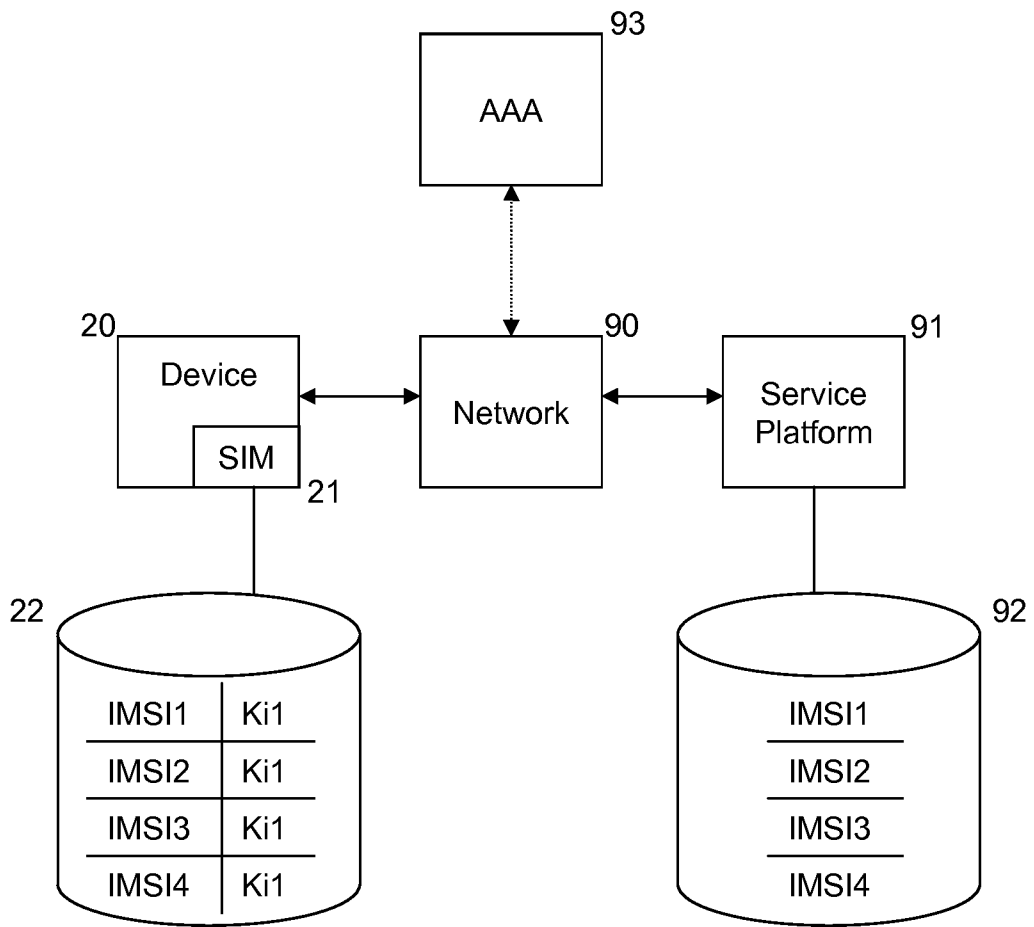 93
AAA
20
90
91
Device
Network
Service
Platform
SIM
21
22
92
IMSI1 Ki1
IMSI2 Ki1
IMSI3 Ki1
IMSI4 Ki1
IMSI1
IMSI2
IMSI3
IMSI4